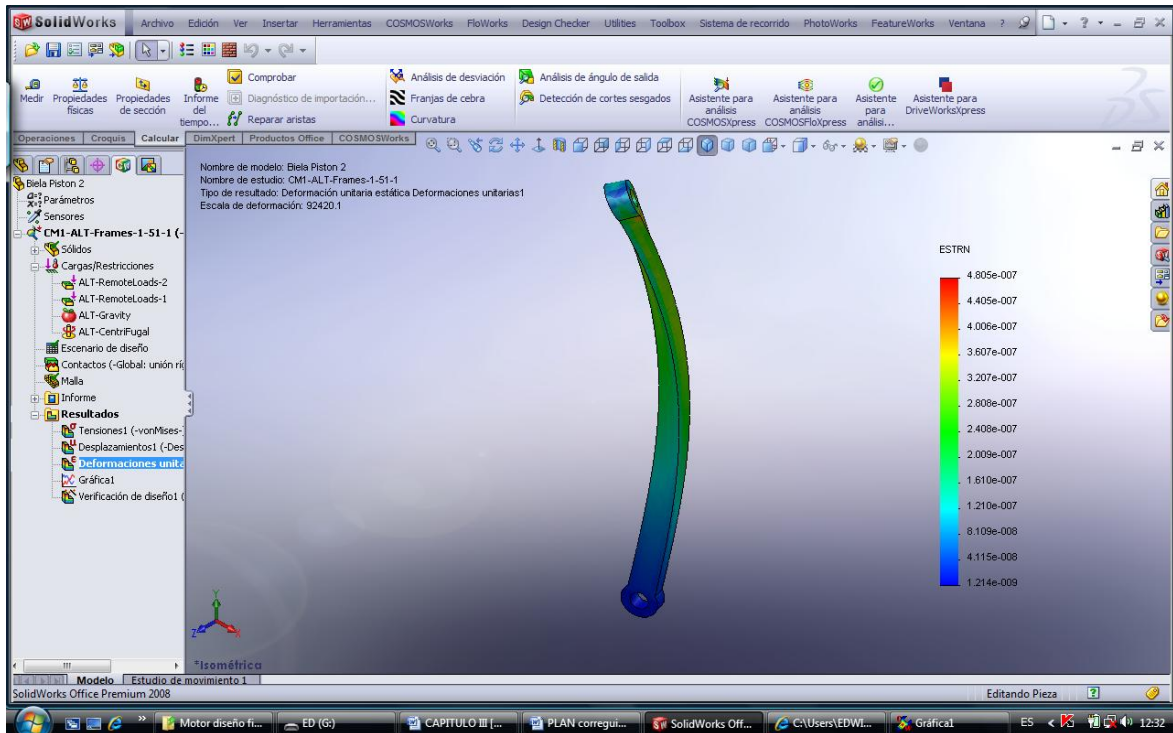 SolidWorks Archivo Edición Ver Insertar Herramientas COSMOSWorks FloWorks Design Checker Utilities Toolbox Sistema de recorrido PhotoWorks FeatureWorks Ventana ?
Medir
Propiedades físicas
Propiedades de sección
Informe del tiempo...
Comprobar
Diagnóstico de importación...
Reparar aristas
Análisis de desviación
Franjas de cebra
Curvatura
Análisis de ángulo de salida
Detección de cortes sesgados
Asistente para análisis COSMOSXpress
Asistente para análisis COSMOSFloXpress
Asistente para análisi...
Asistente para DriveWorksXpress
Operaciones Croquis Calcular DimXpert Productos Office COSMOSWorks
Biela Piston 2
Parámetros
Sensores
CM1-ALT-Frames-1-51-1 (-
Sólidos
Cargas/Restricciones
ALT-RemoteLoads-2
ALT-RemoteLoads-1
ALT-Gravity
ALT-CentriFugal
Escenario de diseño
Contactos (-Global: unión ríg
Malla
Informe
Resultados
Tensiones1 (-vonMises-)
Desplazamientos1 (-Des
Deformaciones unita
Gráfica1
Verificación de diseño1 (
Nombre de modelo: Biela Piston 2
Nombre de estudio: CM1-ALT-Frames-1-51-1
Tipo de resultado: Deformación unitaria estática Deformaciones unitarias1
Escala de deformación: 92420.1
ESTRN
4.805e-007
4.405e-007
4.006e-007
3.607e-007
3.207e-007
2.808e-007
2.408e-007
2.009e-007
1.610e-007
1.210e-007
8.109e-008
4.115e-008
1.214e-009
Y
Z
X
*Isométrica
Modelo Estudio de movimiento 1
SolidWorks Office Premium 2008
Editando Pieza
Motor diseño fi... ED (G:) CAPITULO III [... PLAN corregui... SolidWorks Off... C:\Users\EDWI... Gráfica1 ES 12:32